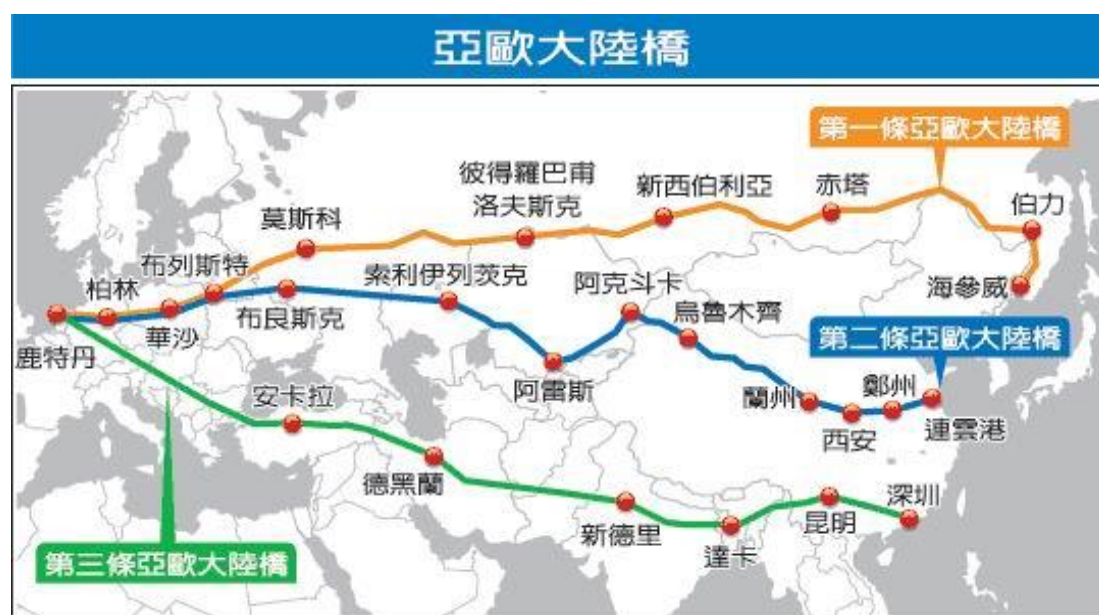 亞歐大陸橋
第一條亞歐大陸橋
彼得羅巴甫
洛夫斯克
新西伯利亞
赤塔
伯力
莫斯科
海參威
布列斯特
柏林
索利伊列茨克
阿克斗卡
烏魯木齊
第二條亞歐大陸橋
鹿特丹
華沙
布良斯克
阿雷斯
蘭州
鄭州
西安
連雲港
安卡拉
德黑蘭
新德里
達卡
昆明
深圳
第三條亞歐大陸橋